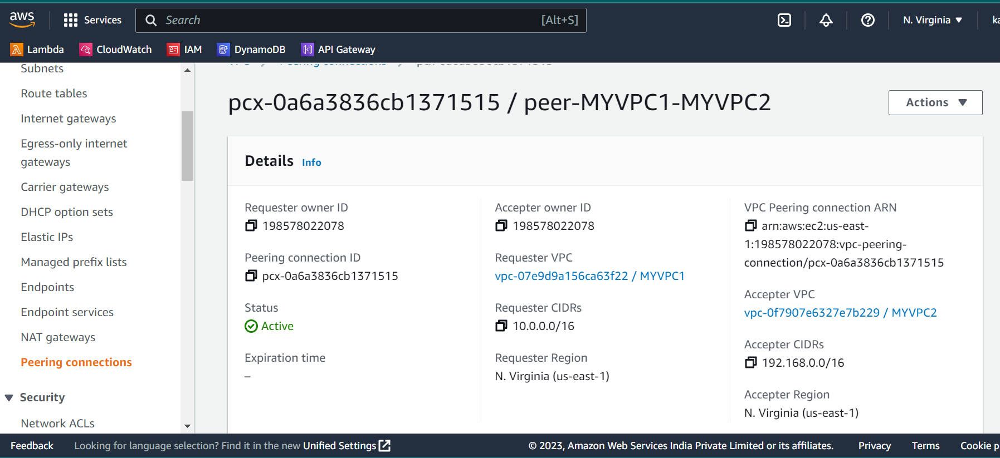 aws
Services
Search
[Alt+S]
N. Virginia
Lambda
CloudWatch
IAM
DynamoDB
API Gateway
Subnets
Route tables
Internet gateways
Egress-only internet
gateways
Carrier gateways
DHCP option sets
Elastic IPs
Managed prefix lists
Endpoints
Endpoint services
NAT gateways
Peering connections
Security
Network ACLs
pcx-0a6a3836cb1371515 / peer-MYVPC1-MYVPC2
Actions
Details
Info
Requester owner ID
198578022078
Peering connection ID
pcx-0a6a3836cb1371515
Status
Active
Expiration time
–
Accepter owner ID
198578022078
Requester VPC
vpc-07e9d9a156ca63f22 / MYVPC1
Requester CIDRs
10.0.0.0/16
Requester Region
N. Virginia (us-east-1)
VPC Peering connection ARN
arn:aws:ec2:us-east-
1:198578022078:vpc-peering-
connection/pcx-0a6a3836cb1371515
Accepter VPC
vpc-0f7907e6327e7b229 / MYVPC2
Accepter CIDRs
192.168.0.0/16
Accepter Region
N. Virginia (us-east-1)
Feedback
Looking for language selection? Find it in the new Unified Settings
© 2023, Amazon Web Services India Private Limited or its affiliates.
Privacy
Terms
Cookie p